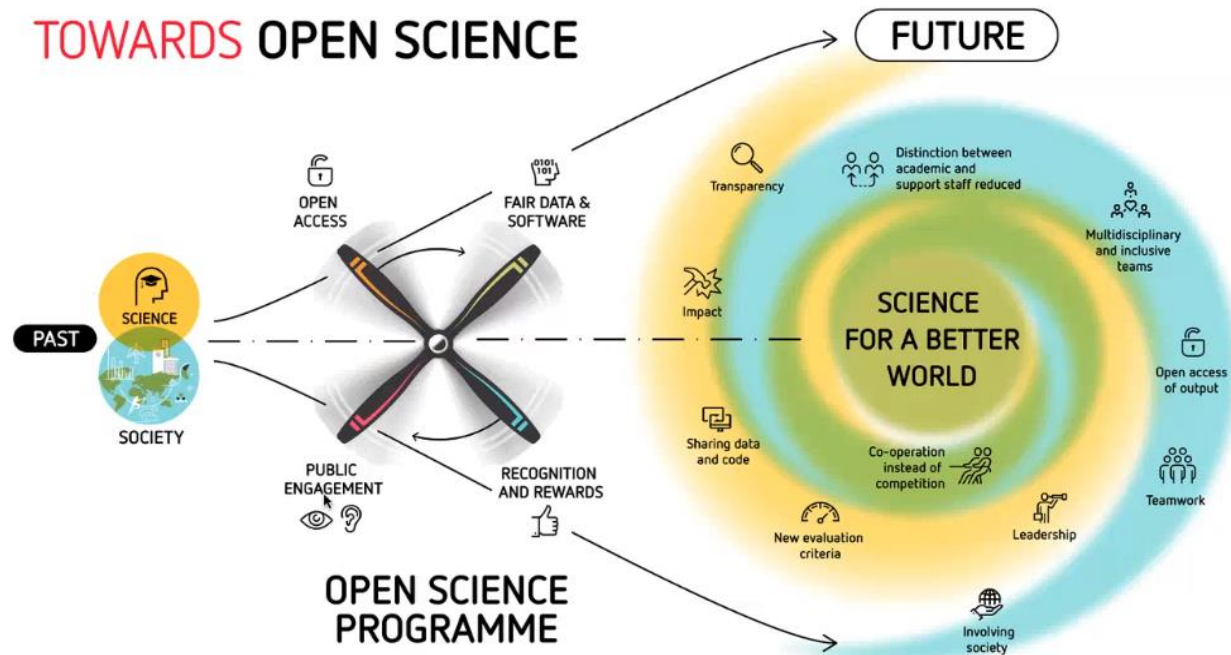 TOWARDS OPEN SCIENCE
FUTURE
OPEN
ACCESS
0101
101
FAIR DATA &
SOFTWARE
PAST
SCIENCE
SOCIETY
PUBLIC
ENGAGEMENT
RECOGNITION
AND REWARDS
OPEN SCIENCE
PROGRAMME
Transparency
Distinction between
academic and
support staff reduced
Multidisciplinary
and inclusive
teams
Impact
SCIENCE
FOR A BETTER
WORLD
Open access
of output
Sharing data
and code
Co-operation
instead of
competition
Teamwork
New evaluation
criteria
Leadership
Involving
society